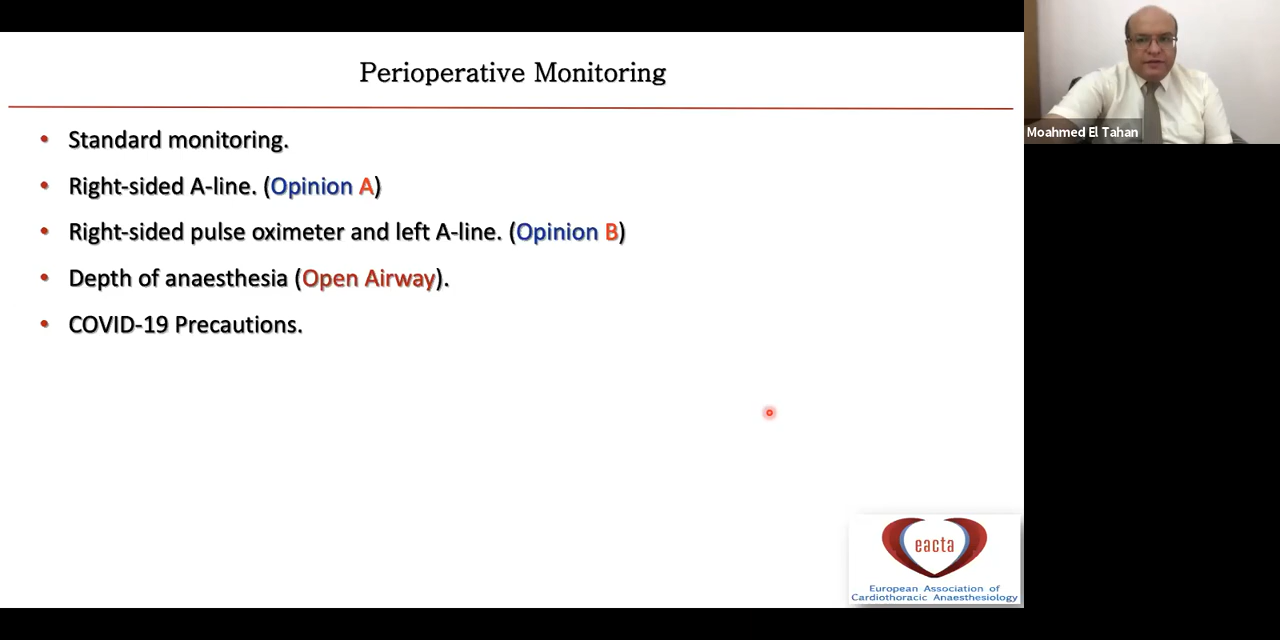 Perioperative Monitoring
• Standard monitoring.
• Right-sided A-line. (Opinion A)
• Right-sided pulse oximeter and left A-line. (Opinion B)
• Depth of anaesthesia (Open Airway).
• COVID-19 Precautions.
Moahmed El Tahan
eacta
European Association of
Cardiothoracic Anaesthesiology